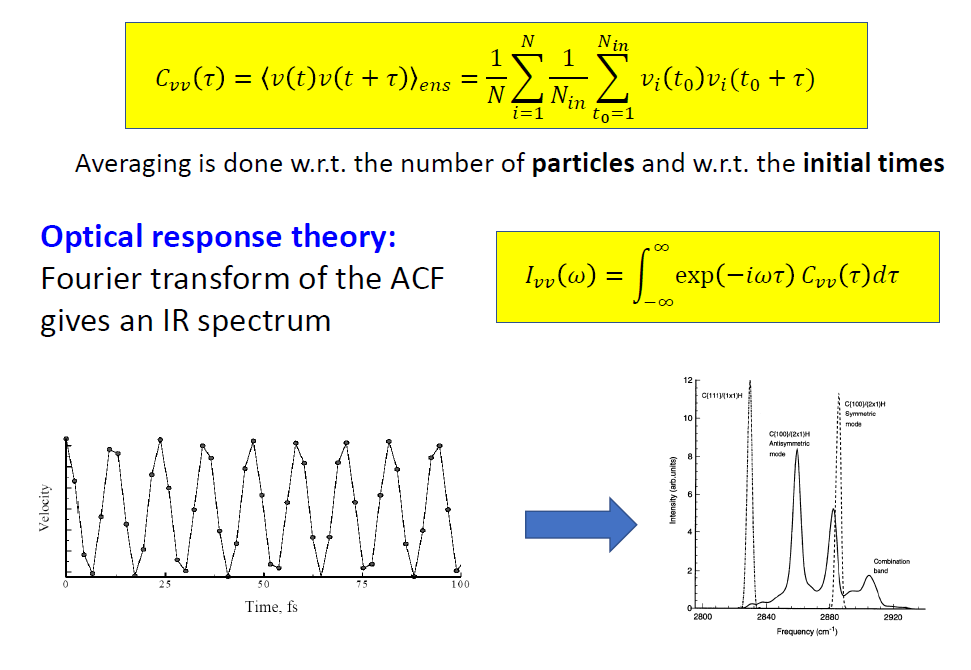 C_vv(τ) = ⟨v(t)v(t + τ)⟩_ens = 1/N ∑_{i=1}^{N} 1/N_in ∑_{t_0=1}^{N_in} v_i(t_0)v_i(t_0 + τ)
Averaging is done w.r.t. the number of particles and w.r.t. the initial times
Optical response theory:
Fourier transform of the ACF
gives an IR spectrum
I_vv(ω) = ∫_{−∞}^{∞} exp(−iωτ) C_vv(τ)dτ
Velocity
0 25 50 75 100
Time, fs
Intensity (arb.units)
12
10
8
6
4
2
0
C(111)/(1x1)H
C(100)/(2x1)H
Antisymmetric
mode
C(100)/(2x1)H
Symmetric
mode
Combination
band
2800 2840 2880 2920
Frequency (cm⁻¹)